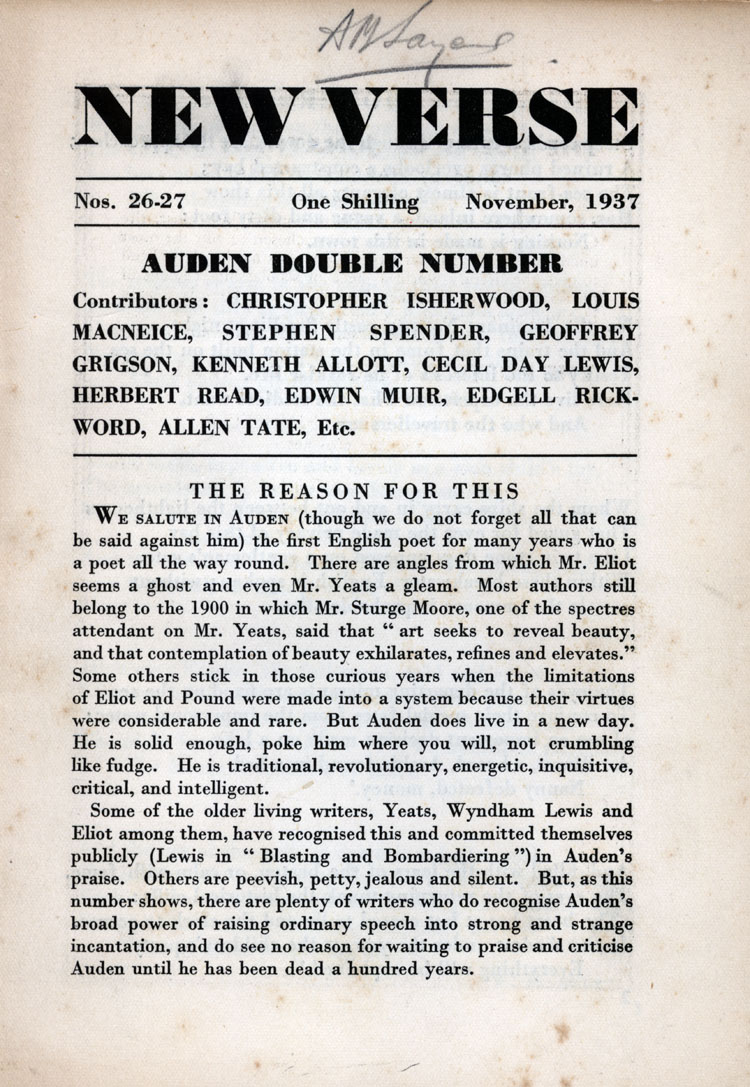 NEW VERSE
Nos. 26-27 One Shilling November, 1937
AUDEN DOUBLE NUMBER
Contributors: CHRISTOPHER ISHERWOOD, LOUIS
MACNEICE, STEPHEN SPENDER, GEOFFREY
GRIGSON, KENNETH ALLOTT, CECIL DAY LEWIS,
HERBERT READ, EDWIN MUIR, EDGELL RICK-
WORD, ALLEN TATE, Etc.
THE REASON FOR THIS
WE SALUTE IN AUDEN (though we do not forget all that can
be said against him) the first English poet for many years who is
a poet all the way round. There are angles from which Mr. Eliot
seems a ghost and even Mr. Yeats a gleam. Most authors still
belong to the 1900 in which Mr. Sturge Moore, one of the spectres
attendant on Mr. Yeats, said that “ art seeks to reveal beauty,
and that contemplation of beauty exhilarates, refines and elevates.”
Some others stick in those curious years when the limitations
of Eliot and Pound were made into a system because their virtues
were considerable and rare. But Auden does live in a new day.
He is solid enough, poke him where you will, not crumbling
like fudge. He is traditional, revolutionary, energetic, inquisitive,
critical, and intelligent.
Some of the older living writers, Yeats, Wyndham Lewis and
Eliot among them, have recognised this and committed themselves
publicly (Lewis in “ Blasting and Bombardiering ”) in Auden’s
praise. Others are peevish, petty, jealous and silent. But, as this
number shows, there are plenty of writers who do recognise Auden’s
broad power of raising ordinary speech into strong and strange
incantation, and do see no reason for waiting to praise and criticise
Auden until he has been dead a hundred years.